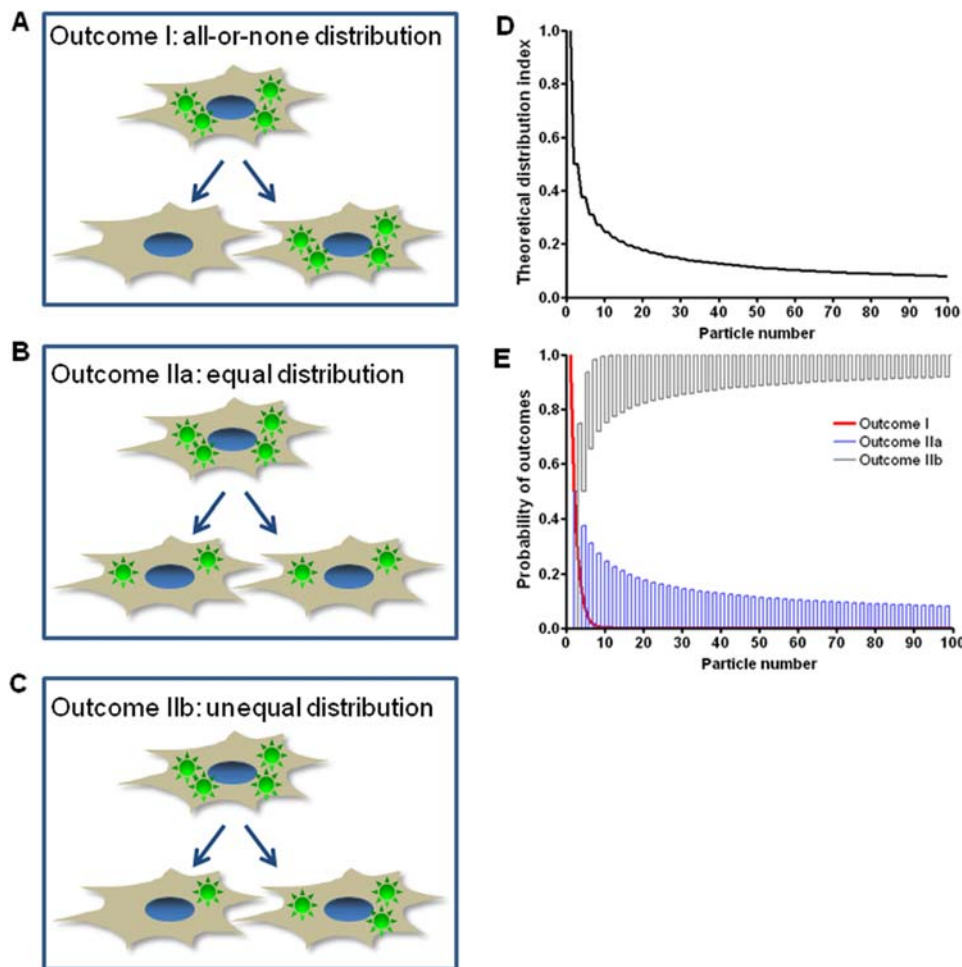 A
Outcome I: all-or-none distribution
B
Outcome IIa: equal distribution
C
Outcome IIb: unequal distribution
D
Theoretical distribution index
1.0
0.8
0.6
0.4
0.2
0.0
0 10 20 30 40 50 60 70 80 90 100
Particle number
E
Probability of outcomes
1.0
0.8
0.6
0.4
0.2
0.0
Outcome I
Outcome IIa
Outcome IIb
0 10 20 30 40 50 60 70 80 90 100
Particle number